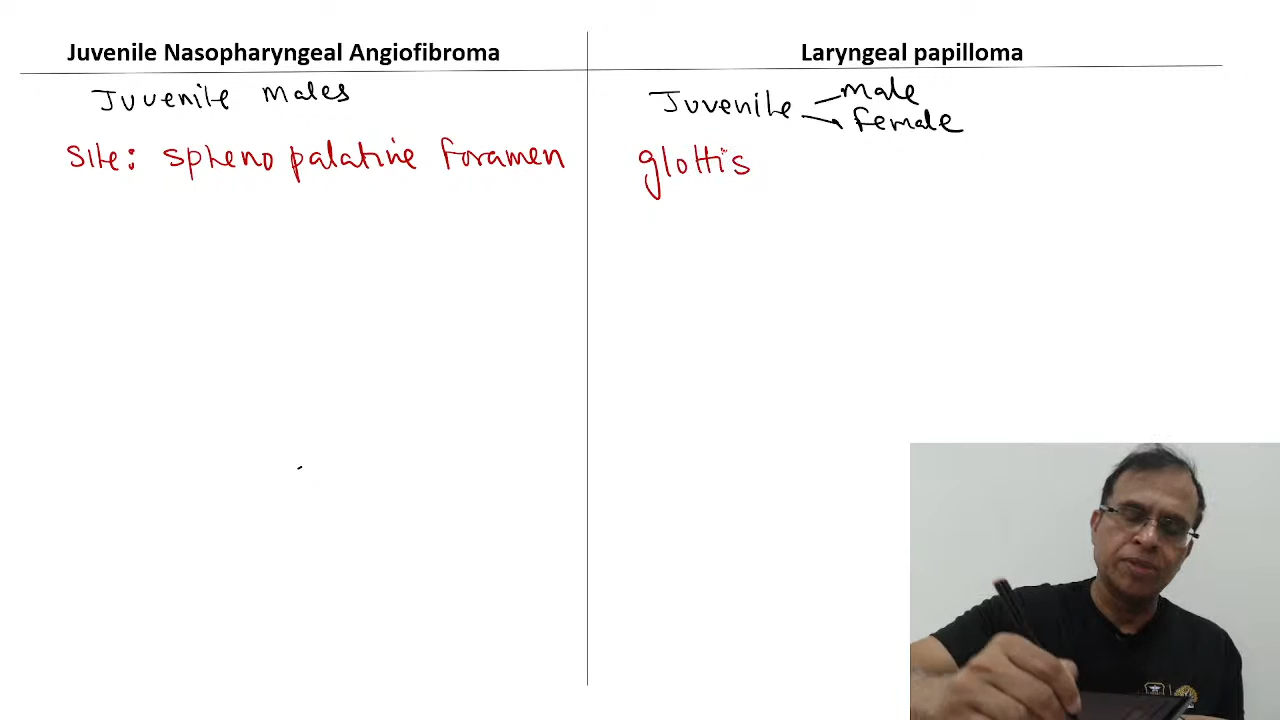 Juvenile Nasopharyngeal Angiofibroma
Juvenile males
Site: spheno palatine foramen
Laryngeal papilloma
Juvenile male
female
glottis